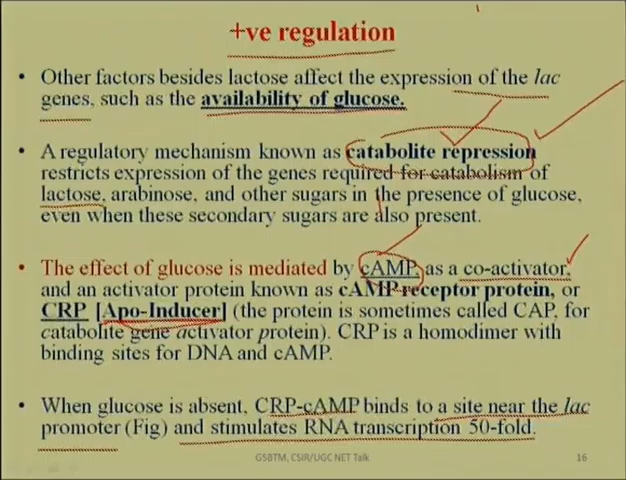 +ve regulation
• Other factors besides lactose affect the expression of the lac
genes, such as the availability of glucose.
• A regulatory mechanism known as catabolite repression
restricts expression of the genes required for catabolism of
lactose, arabinose, and other sugars in the presence of glucose,
even when these secondary sugars are also present.
• The effect of glucose is mediated by cAMP, as a co-activator,
and an activator protein known as cAMP receptor protein, or
CRP [Apo-Inducer] (the protein is sometimes called CAP, for
catabolite gene activator protein). CRP is a homodimer with
binding sites for DNA and cAMP.
• When glucose is absent, CRP-cAMP binds to a site near the lac
promoter (Fig) and stimulates RNA transcription 50-fold.
GSBTM, CSIR/UGC NET Talk
16